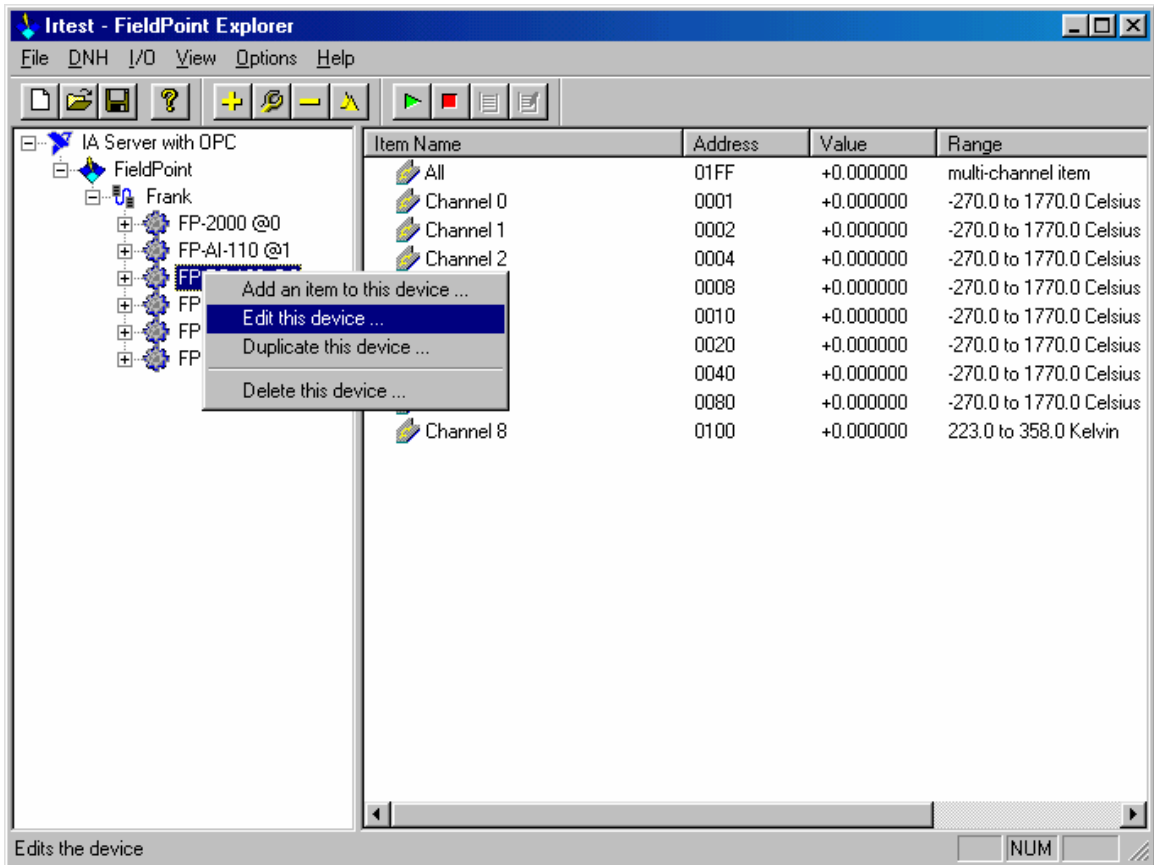 Irtest - FieldPoint Explorer
File DNH I/O View Options Help
IA Server with OPC
FieldPoint
Frank
FP-2000 @0
FP-AI-110 @1
FP
FP
FP
FP
Add an item to this device ...
Edit this device ...
Duplicate this device ...
Delete this device ...
Item Name Address Value Range
All 01FF +0.000000 multi-channel item
Channel 0 0001 +0.000000 -270.0 to 1770.0 Celsius
Channel 1 0002 +0.000000 -270.0 to 1770.0 Celsius
Channel 2 0004 +0.000000 -270.0 to 1770.0 Celsius
0008 +0.000000 -270.0 to 1770.0 Celsius
0010 +0.000000 -270.0 to 1770.0 Celsius
0020 +0.000000 -270.0 to 1770.0 Celsius
0040 +0.000000 -270.0 to 1770.0 Celsius
0080 +0.000000 -270.0 to 1770.0 Celsius
Channel 8 0100 +0.000000 223.0 to 358.0 Kelvin
Edits the device NUM